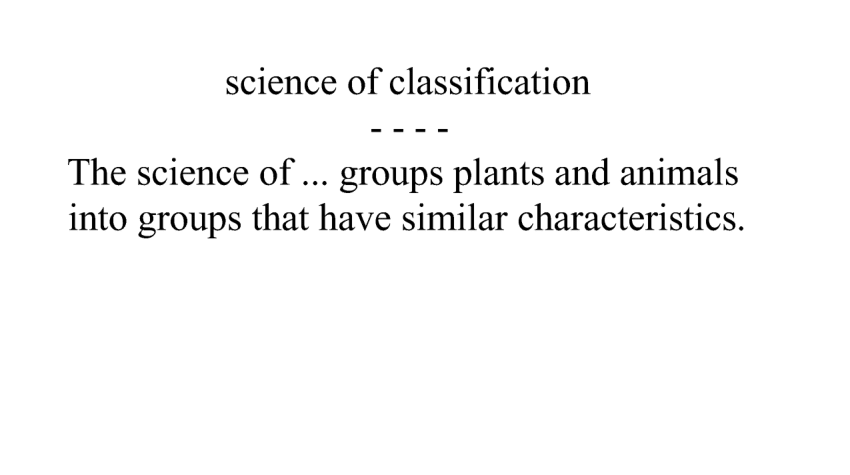 science of classification
- - - -
The science of ... groups plants and animals
into groups that have similar characteristics.